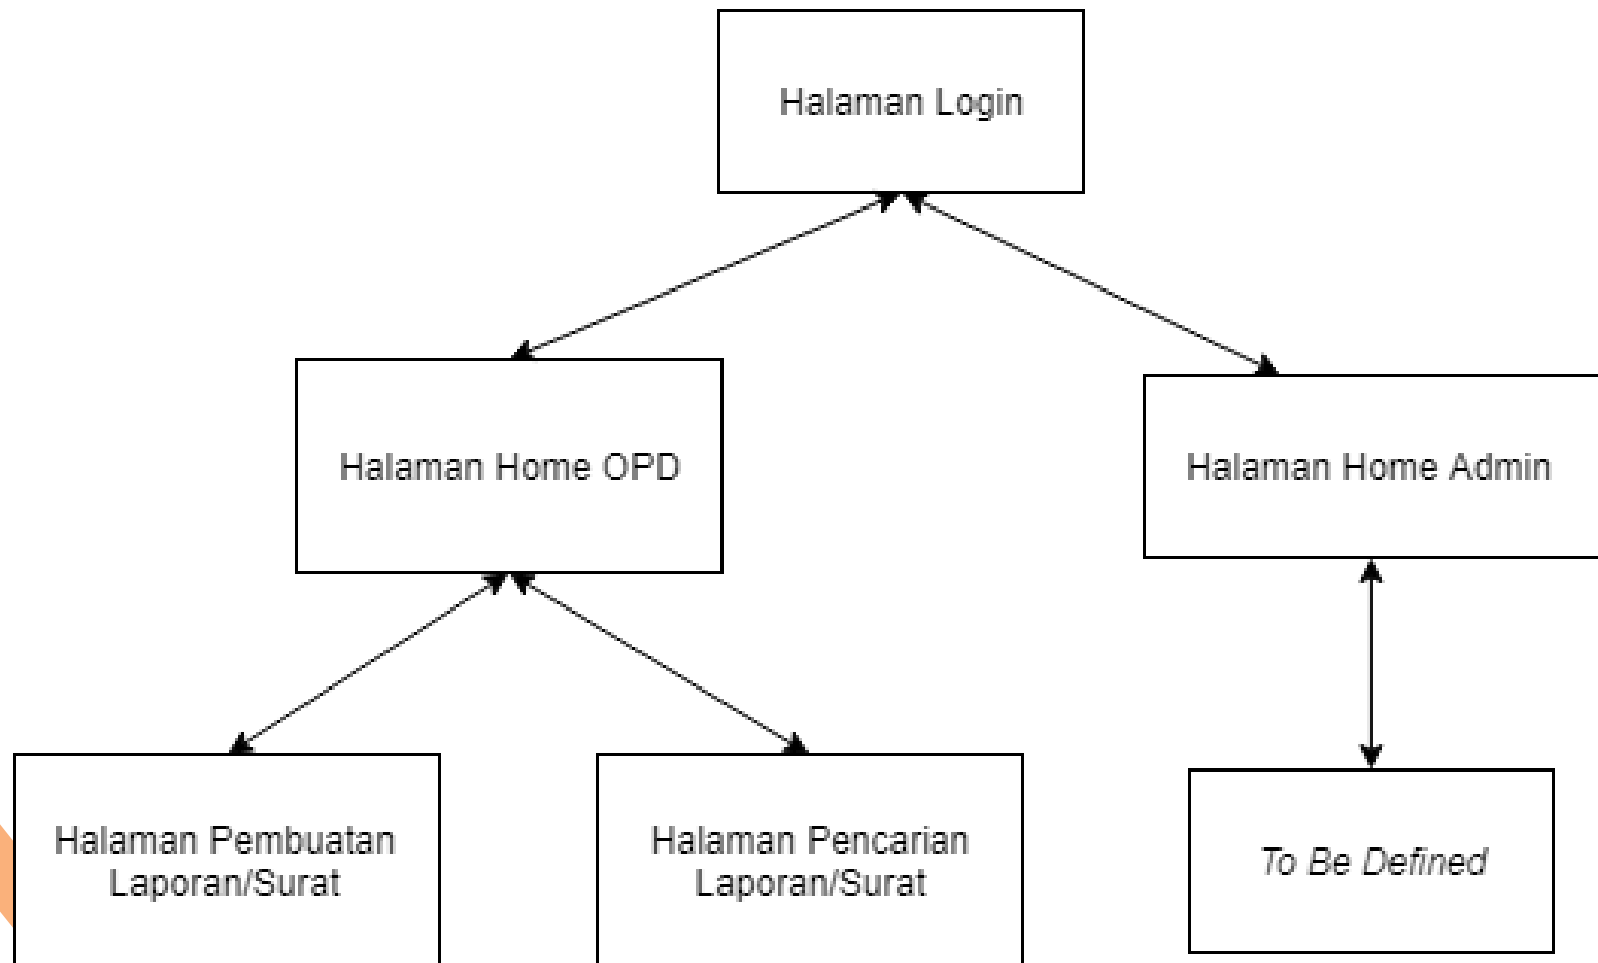 Halaman Login
Halaman Home OPD
Halaman Home Admin
Halaman Pembuatan
Laporan/Surat
Halaman Pencarian
Laporan/Surat
To Be Defined